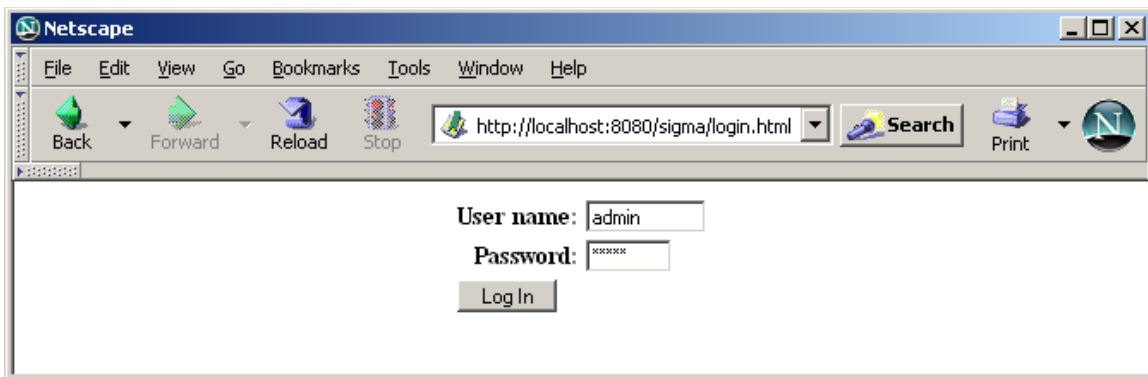 Netscape
File Edit View Go Bookmarks Tools Window Help
Back Forward Reload Stop http://localhost:8080/sigma/login.html Search Print N
User name: admin
Password: *****
Log In